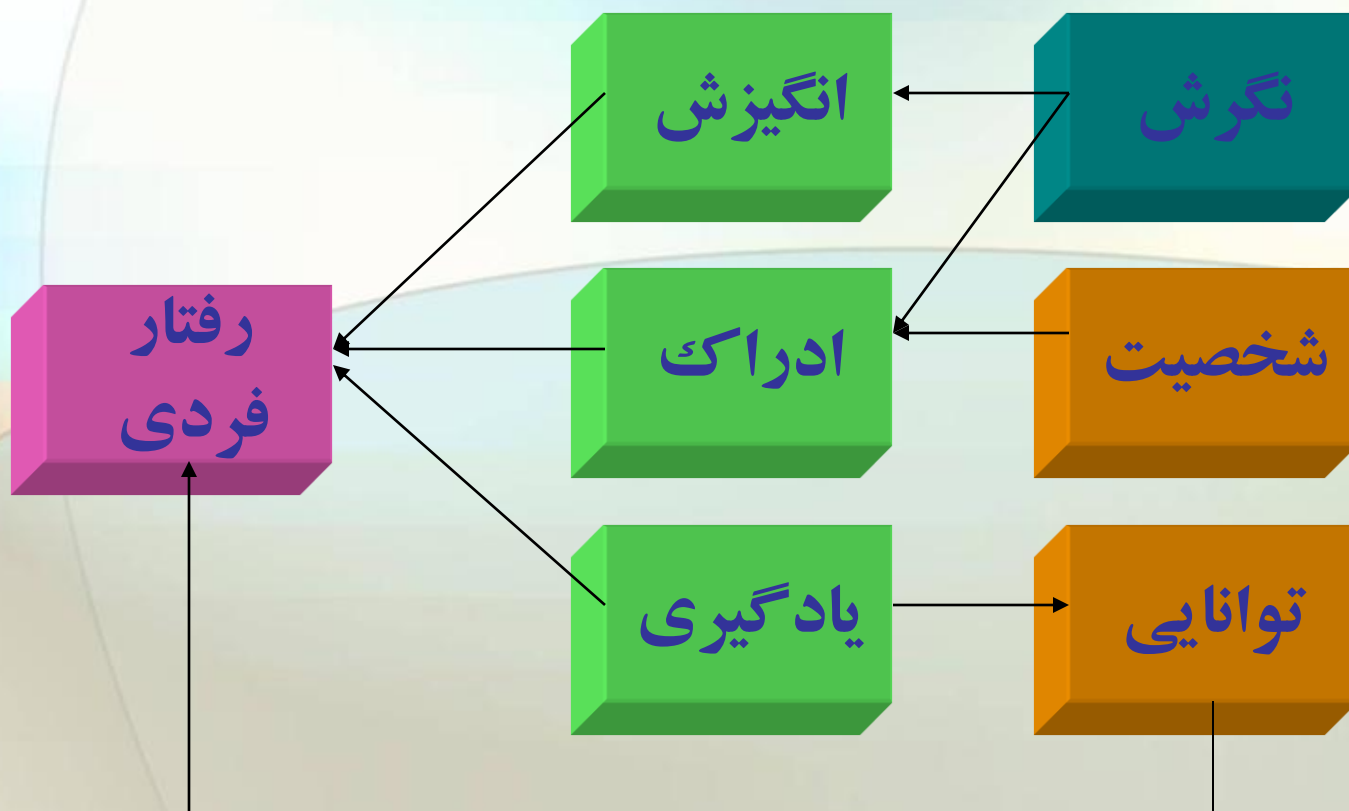 نگرش
انگیزش
شخصیت
ادراک
رفتار
فردی
توانایی
یادگیری